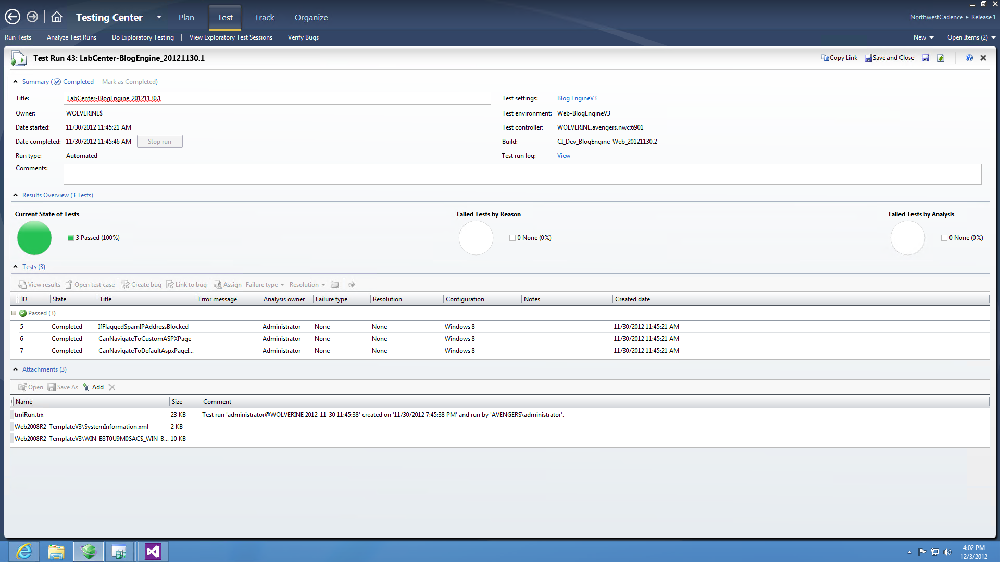 Testing Center Plan Test Track Organize
NorthwestCadence ▸ Release 1
Run Tests | Analyze Test Runs | Do Exploratory Testing | View Exploratory Test Sessions | Verify Bugs
New Open Items (2)
Test Run 43: LabCenter-BlogEngine_20121130.1
Copy Link Save and Close
Summary ( Completed - Mark as Completed)
Title: LabCenter-BlogEngine_20121130.1 Test settings: Blog EngineV3
Owner: WOLVERINE$ Test environment: Web-BlogEngineV3
Date started: 11/30/2012 11:45:21 AM Test controller: WOLVERINE.avengers.nwc:6901
Date completed: 11/30/2012 11:45:46 AM Stop run Build: CI_Dev_BlogEngine-Web_20121130.2
Run type: Automated Test run log: View
Comments:
Results Overview (3 Tests)
Current State of Tests Failed Tests by Reason Failed Tests by Analysis
3 Passed (100%) 0 None (0%) 0 None (0%)
Tests (3)
View results Open test case Create bug Link to bug Assign Failure type Resolution
ID State Title Error message Analysis owner Failure type Resolution Configuration Notes Created date
Passed (3)
5 Completed IfFlaggedSpamIPAddressBlocked Administrator None None Windows 8 11/30/2012 11:45:21 AM
6 Completed CanNavigateToCustomASPXPage Administrator None None Windows 8 11/30/2012 11:45:21 AM
7 Completed CanNavigateToDefaultAspxPageI... Administrator None None Windows 8 11/30/2012 11:45:21 AM
Attachments (3)
Open Save As Add
Name Size Comment
tmiRun.trx 23 KB Test run 'administrator@WOLVERINE 2012-11-30 11:45:38' created on '11/30/2012 7:45:38 PM' and run by 'AVENGERS\administrator'.
Web2008R2-TemplateV3\SystemInformation.xml 2 KB
Web2008R2-TemplateV3\WIN-B3T0U9M0SAC$_WIN-B... 10 KB
4:02 PM
12/3/2012